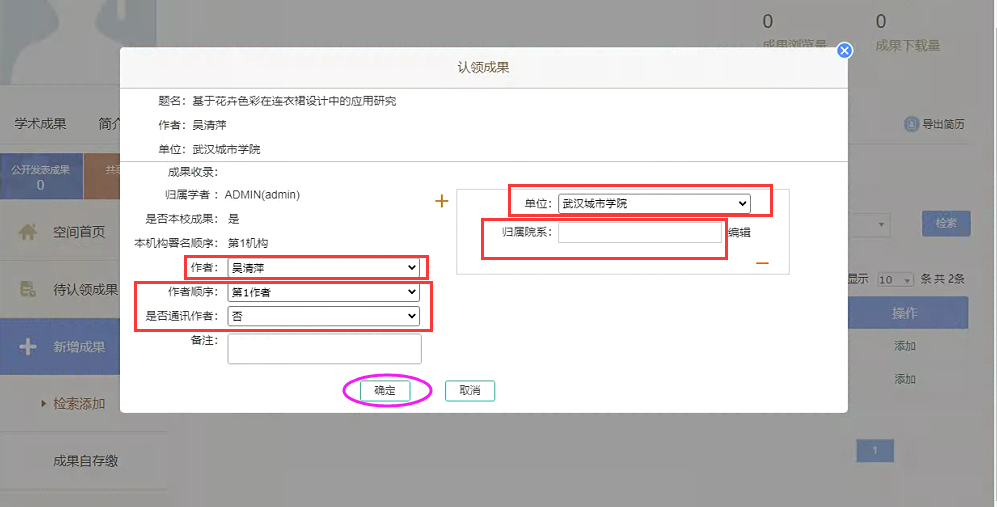 0
0
成果浏览量
成果下载量
认领成果
题名: 基于花卉色彩在连衣裙设计中的应用研究
作者: 吴清萍
单位: 武汉城市学院
成果收录:
归属学者: ADMIN(admin)
是否本校成果: 是
本机构署名顺序: 第1机构
作者: 吴清萍
作者顺序: 第1作者
是否通讯作者: 否
备注:
单位: 武汉城市学院
归属院系:
编辑
确定
取消
学术成果
简介
导出简历
公开发表成果
0
空间首页
待认领成果
新增成果
检索添加
成果自存缴
检索
显示 10 条 共 2条
操作
添加
添加
1